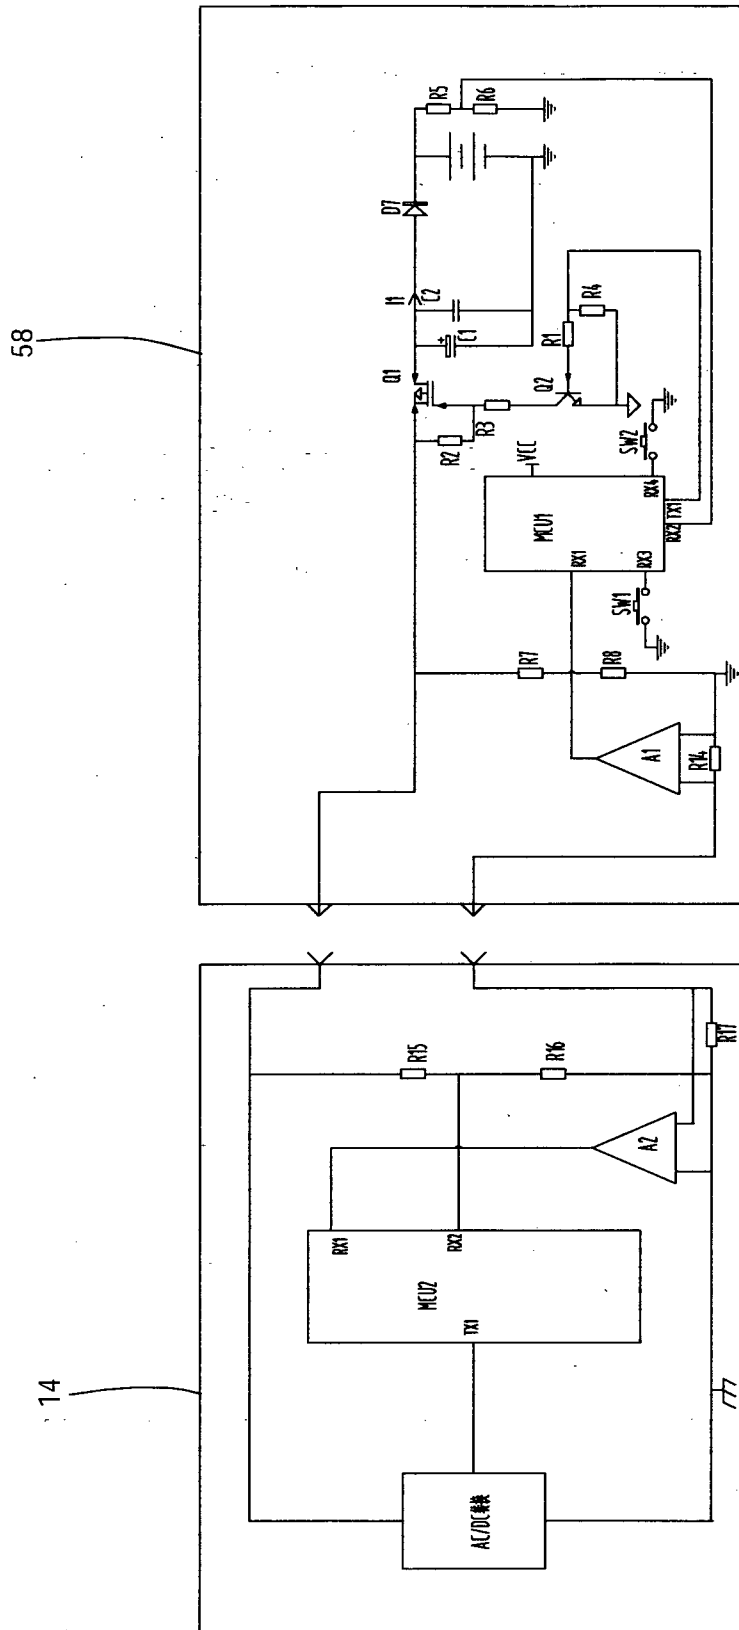 14
58
AC/DC转换
TX1
MCU2
RX1
RX2
A2
R15
R16
R17
A1
R14
R7
R8
SW1
RX3
RX1
MCU1
VCC
RX2
TX1
RX4
SW2
R2
R3
Q1
Q2
R1
R4
C1
+
C2
I1
D7
R5
R6